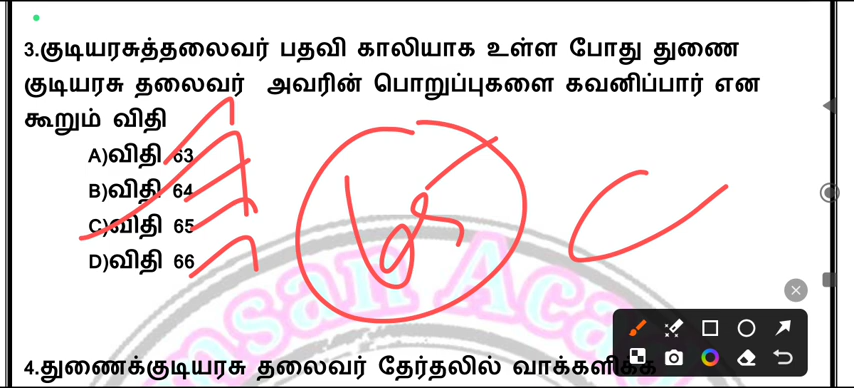 3.குடியரசுத்தலைவர் பதவி காலியாக உள்ள போது துணை
குடியரசு தலைவர் அவரின் பொறுப்புகளை கவனிப்பார் என
கூறும் விதி
A)விதி 63
B)விதி 64
C)விதி 65
D)விதி 66
4.துணைக்குடியரசு தலைவர் தேர்தலில் வாக்களிக்க